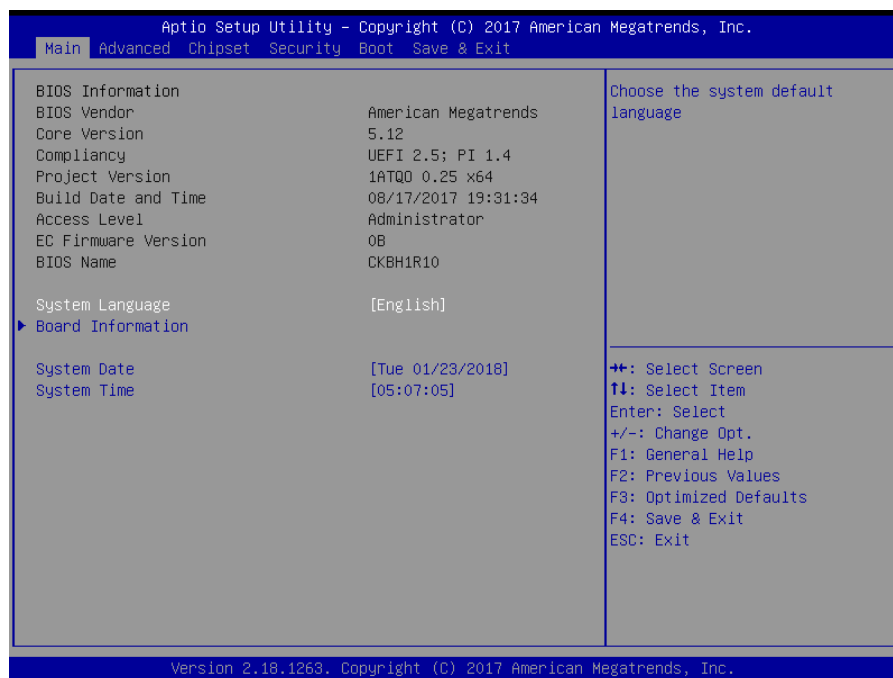 Aptio Setup Utility – Copyright (C) 2017 American Megatrends, Inc.
Main Advanced Chipset Security Boot Save & Exit
BIOS Information
BIOS Vendor American Megatrends
Core Version 5.12
Compliancy UEFI 2.5; PI 1.4
Project Version 1ATQO 0.25 x64
Build Date and Time 08/17/2017 19:31:34
Access Level Administrator
EC Firmware Version 0B
BIOS Name CKBH1R10
System Language [English]
Board Information
System Date [Tue 01/23/2018]
System Time [05:07:05]
Choose the system default
language
→←: Select Screen
↑↓: Select Item
Enter: Select
+/-: Change Opt.
F1: General Help
F2: Previous Values
F3: Optimized Defaults
F4: Save & Exit
ESC: Exit
Version 2.18.1263. Copyright (C) 2017 American Megatrends, Inc.